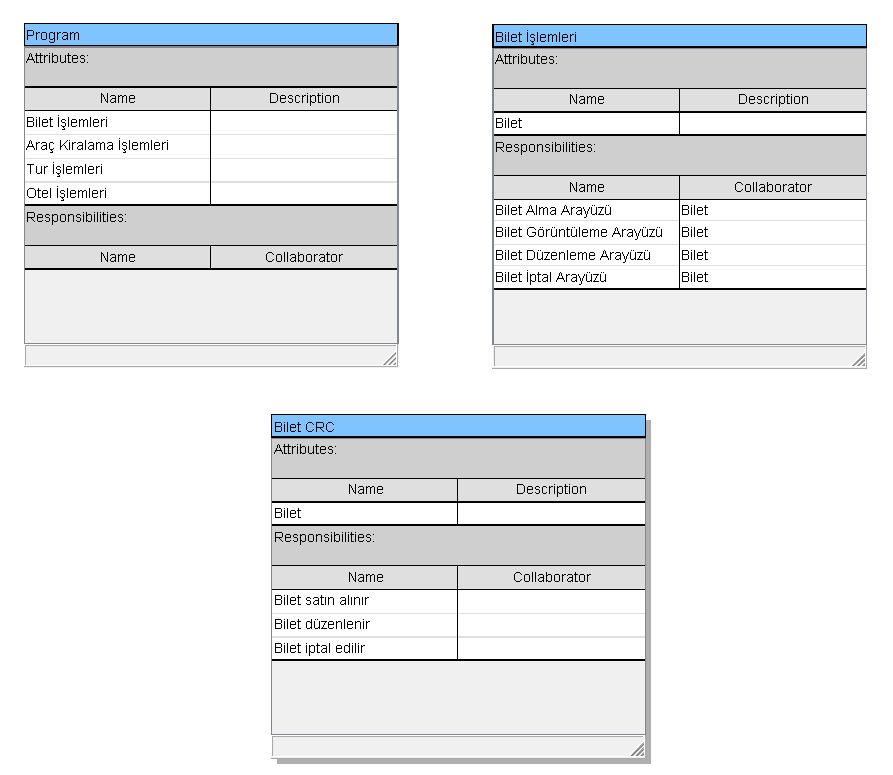 Program
Attributes:
Name Description
Bilet İşlemleri
Araç Kiralama İşlemleri
Tur İşlemleri
Otel İşlemleri
Responsibilities:
Name Collaborator
Bilet İşlemleri
Attributes:
Name Description
Bilet
Responsibilities:
Name Collaborator
Bilet Alma Arayüzü Bilet
Bilet Görüntüleme Arayüzü Bilet
Bilet Düzenleme Arayüzü Bilet
Bilet İptal Arayüzü Bilet
Bilet CRC
Attributes:
Name Description
Bilet
Responsibilities:
Name Collaborator
Bilet satın alınır
Bilet düzenlenir
Bilet iptal edilir